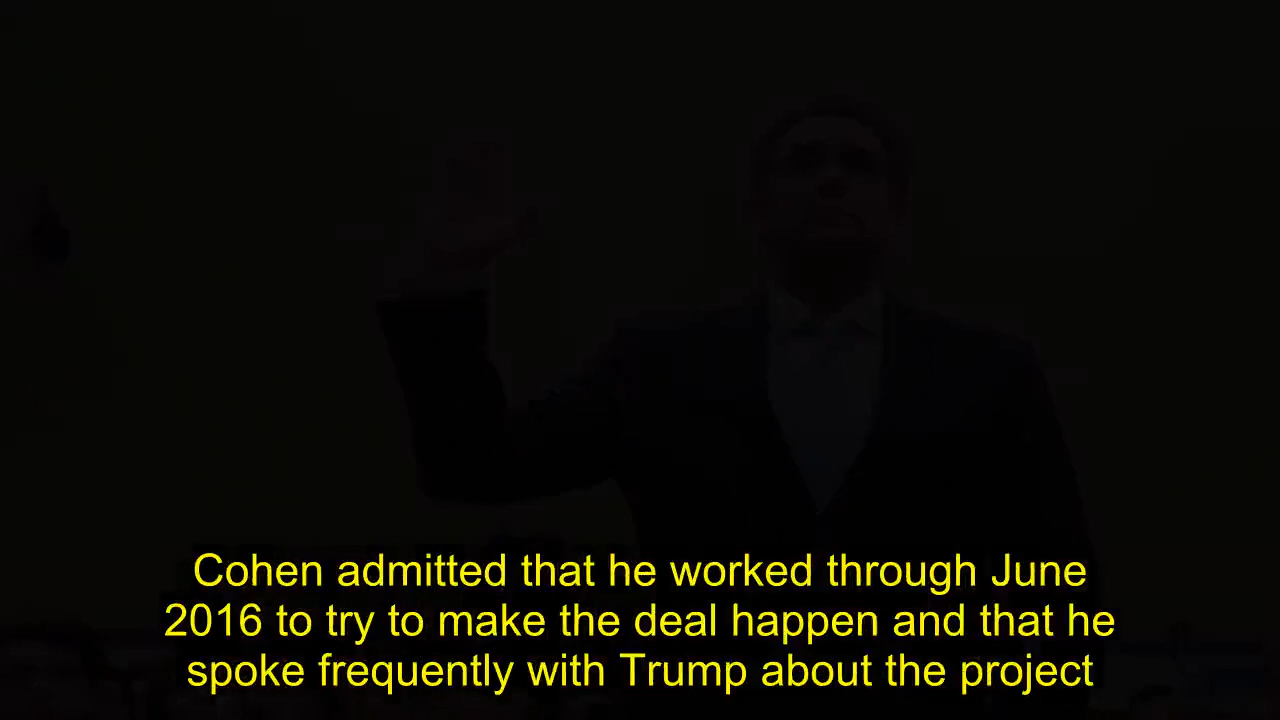 Cohen admitted that he worked through June
2016 to try to make the deal happen and that he
spoke frequently with Trump about the project